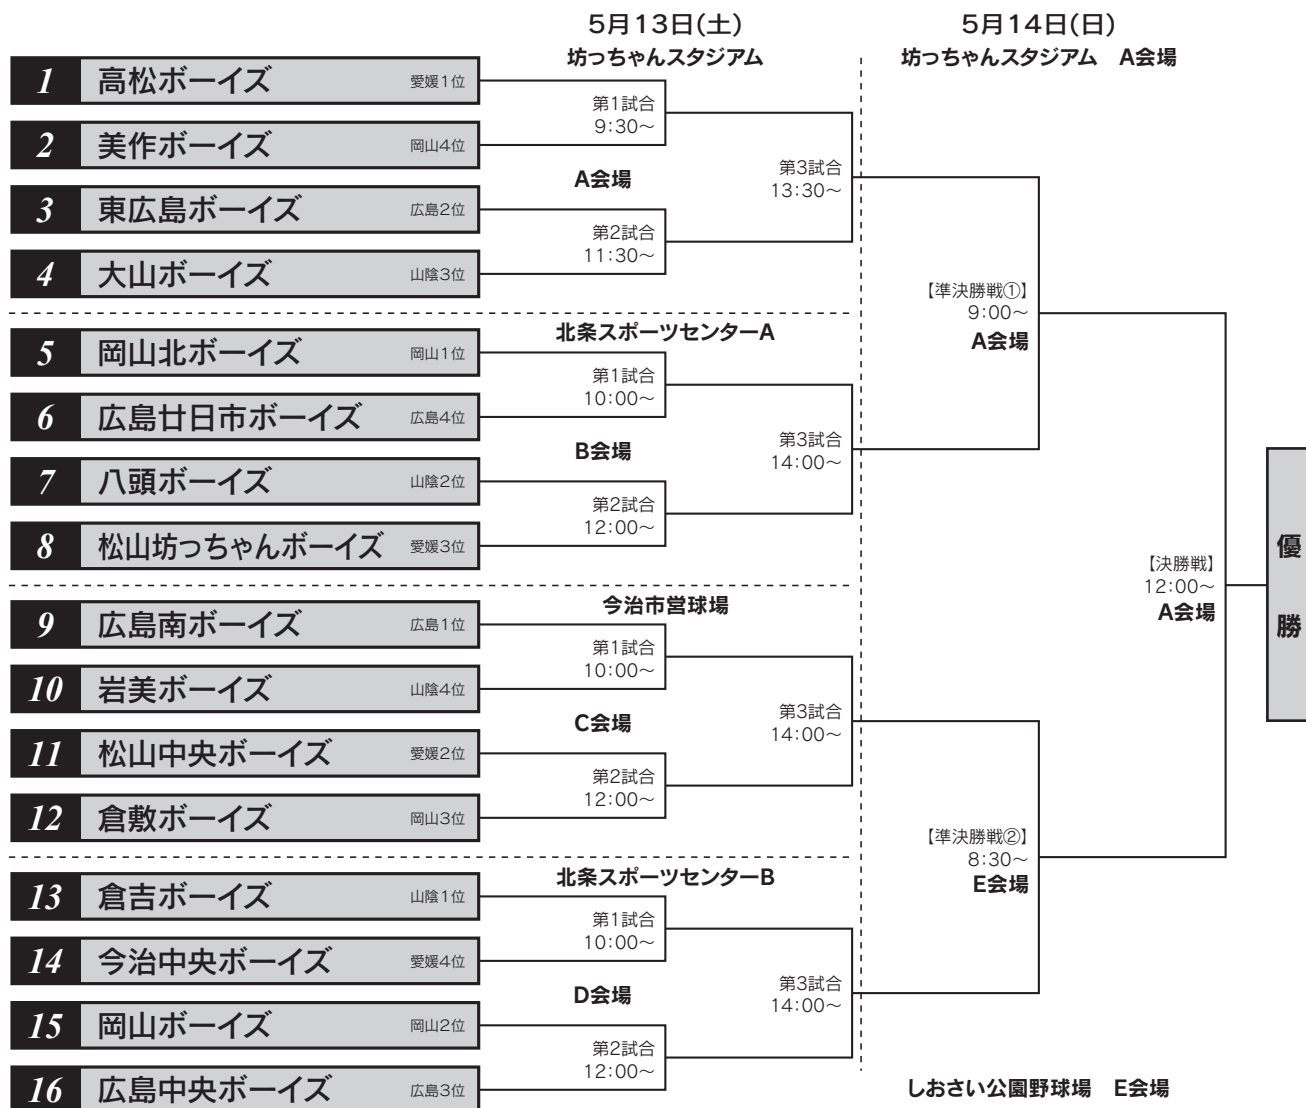 5月13日(土)
坊っちゃんスタジアム
5月14日(日)
坊っちゃんスタジアム A会場
1 高松ボーイズ 愛媛1位
第1試合
9:30〜
2 美作ボーイズ 岡山4位
A会場
第3試合
13:30〜
3 東広島ボーイズ 広島2位
第2試合
11:30〜
4 大山ボーイズ 山陰3位
【準決勝戦①】
9:00〜
A会場
北条スポーツセンターA
5 岡山北ボーイズ 岡山1位
第1試合
10:00〜
6 広島廿日市ボーイズ 広島4位
B会場
第3試合
14:00〜
7 八頭ボーイズ 山陰2位
第2試合
12:00〜
8 松山坊っちゃんボーイズ 愛媛3位
【決勝戦】
12:00〜
A会場
優勝
今治市営球場
9 広島南ボーイズ 広島1位
第1試合
10:00〜
10 岩美ボーイズ 山陰4位
C会場
第3試合
14:00〜
11 松山中央ボーイズ 愛媛2位
第2試合
12:00〜
12 倉敷ボーイズ 岡山3位
【準決勝戦②】
8:30〜
E会場
北条スポーツセンターB
13 倉吉ボーイズ 山陰1位
第1試合
10:00〜
14 今治中央ボーイズ 愛媛4位
D会場
第3試合
14:00〜
15 岡山ボーイズ 岡山2位
第2試合
12:00〜
16 広島中央ボーイズ 広島3位
しおさい公園野球場 E会場